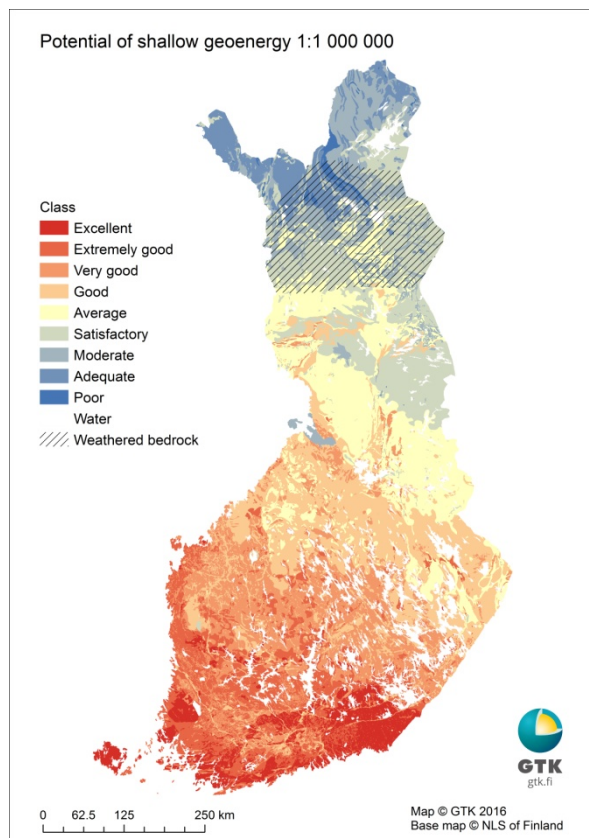 Potential of shallow geoenergy 1:1 000 000
Class
Excellent
Extremely good
Very good
Good
Average
Satisfactory
Moderate
Adequate
Poor
Water
Weathered bedrock
GTK
gtk.fi
0 62.5 125 250 km
Map © GTK 2016
Base map © NLS of Finland